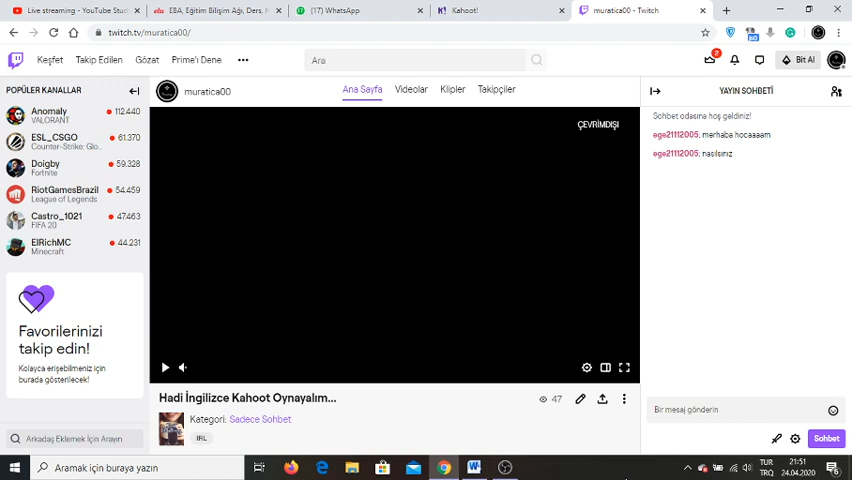 Live streaming - YouTube Stud
EBA, Eğitim Bilişim Ağı, Ders,
(17) WhatsApp
Kahoot!
muratica00 - Twitch
twitch.tv/muratica00/
Keşfet
Takip Edilen
Gözat
Prime'ı Dene
Ara
2
Bit Al
POPÜLER KANALLAR
Anomaly
112.440
VALORANT
ESL_CSGO
61.370
Counter-Strike: Glo...
Doigby
59.328
Fortnite
RiotGamesBrazil
54.459
League of Legends
Castro_1021
47.463
FIFA 20
ElRichMC
44.231
Minecraft
Favorilerinizi
takip edin!
Kolayca erişebilmeniz için
burada gösterilecek!
Arkadaş Eklemek İçin Arayın
muratica00
Ana Sayfa
Videolar
Klipler
Takipçiler
ÇEVRİMDIŞI
Hadi İngilizce Kahoot Oynayalım...
47
Kategori: Sadece Sohbet
IRL
YAYIN SOHBETİ
Sohbet odasına hoş geldiniz!
ege21112005: merhaba hocaaaam
ege21112005: nasılsınız
Bir mesaj gönderin
Sohbet
Aramak için buraya yazın
TUR
TRQ
21:51
24.04.2020
6